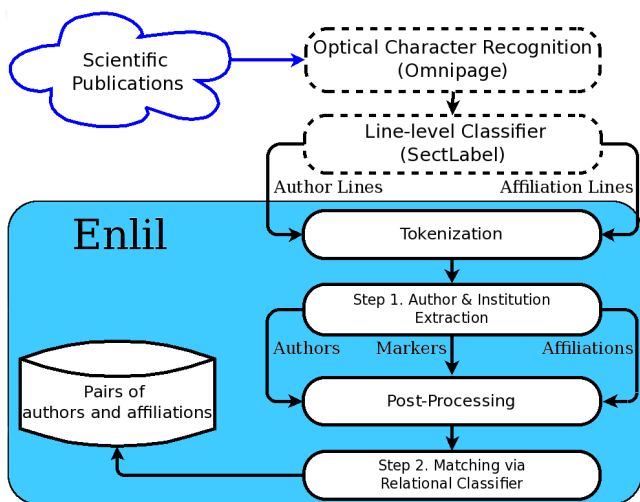 Scientific
Publications
Optical Character Recognition
(Omnipage)
Line-level Classifier
(SectLabel)
Author Lines
Affiliation Lines
Enlil
Tokenization
Step 1. Author & Institution
Extraction
Authors
Markers
Affiliations
Pairs of
authors and affiliations
Post-Processing
Step 2. Matching via
Relational Classifier